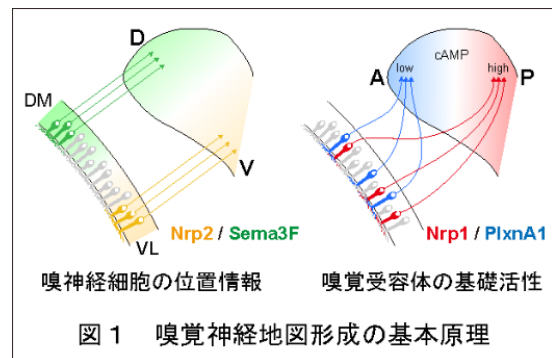 D
DM
V
VL
Nrp2 / Sema3F
嗅神経細胞の位置情報
cAMP
low
high
A
P
Nrp1 / PlxnA1
嗅覚受容体の基礎活性
図1 嗅覚神経地図形成の基本原理